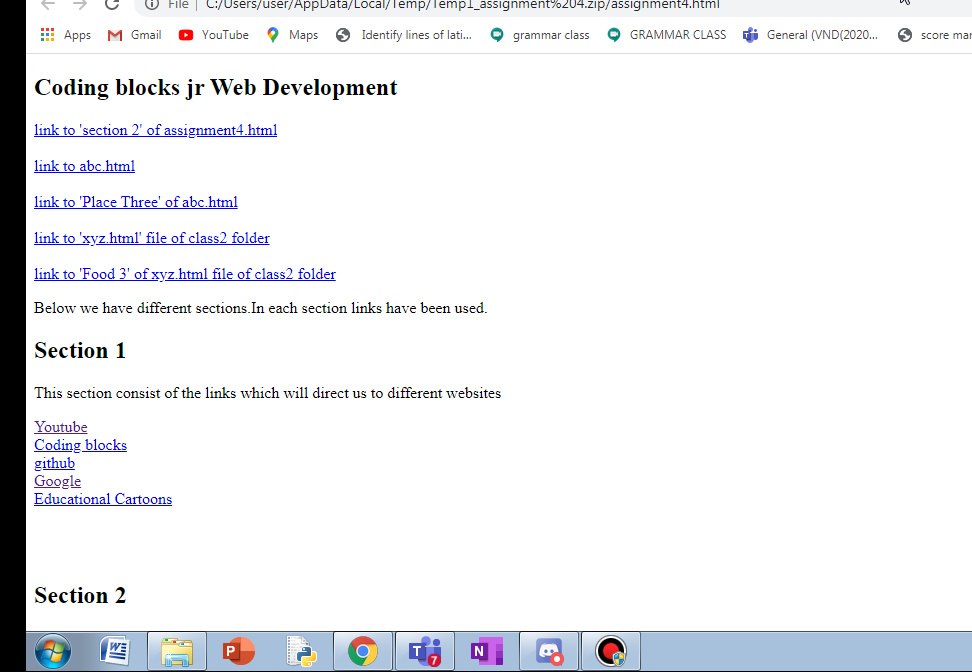 File | C:/Users/user/AppData/Local/Temp/Temp1_assignment%204.zip/assignment4.html
Apps Gmail YouTube Maps Identify lines of lati... grammar class GRAMMAR CLASS General (VND(2020... score mar
Coding blocks jr Web Development
link to 'section 2' of assignment4.html
link to abc.html
link to 'Place Three' of abc.html
link to 'xyz.html' file of class2 folder
link to 'Food 3' of xyz.html file of class2 folder
Below we have different sections.In each section links have been used.
Section 1
This section consist of the links which will direct us to different websites
Youtube
Coding blocks
github
Google
Educational Cartoons
Section 2
W P T 7 N